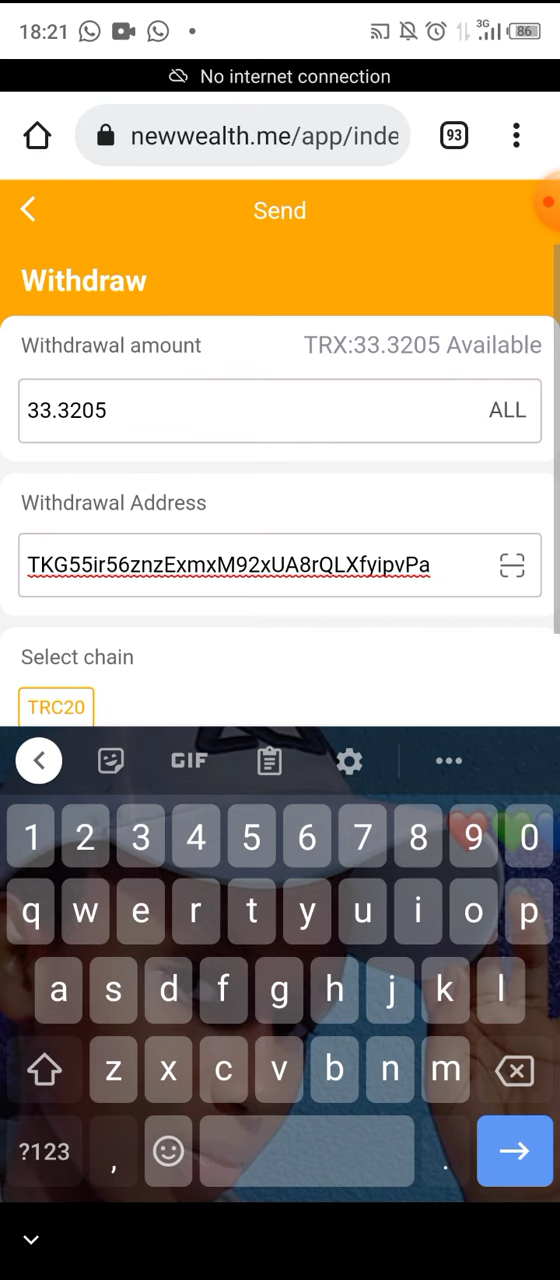 18:21 3G 86
No internet connection
newwealth.me/app/inde 93
Send
Withdraw
Withdrawal amount TRX:33.3205 Available
33.3205 ALL
Withdrawal Address
TKG55ir56znzExmxM92xUA8rQLXfyipvPa
Select chain
TRC20
GIF
1 2 3 4 5 6 7 8 9 0
q w e r t y u i o p
a s d f g h j k l
z x c v b n m
?123 , .